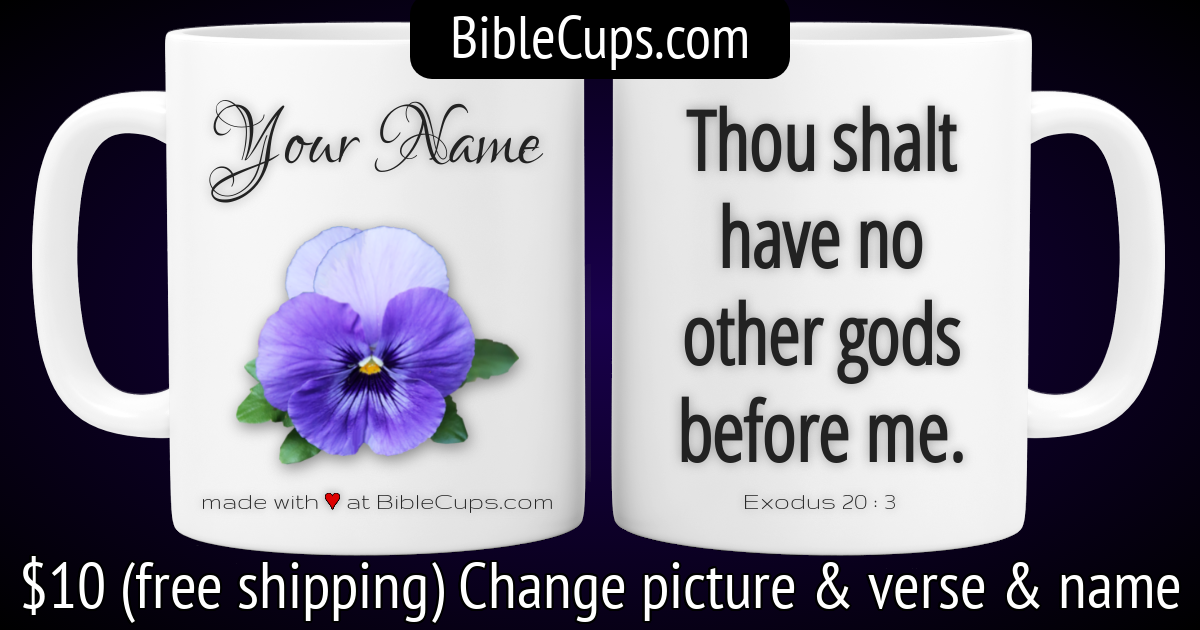 BibleCups.com
Your Name
made with ♥ at BibleCups.com
Thou shalt
have no
other gods
before me.
Exodus 20 : 3
$10 (free shipping) Change picture & verse & name